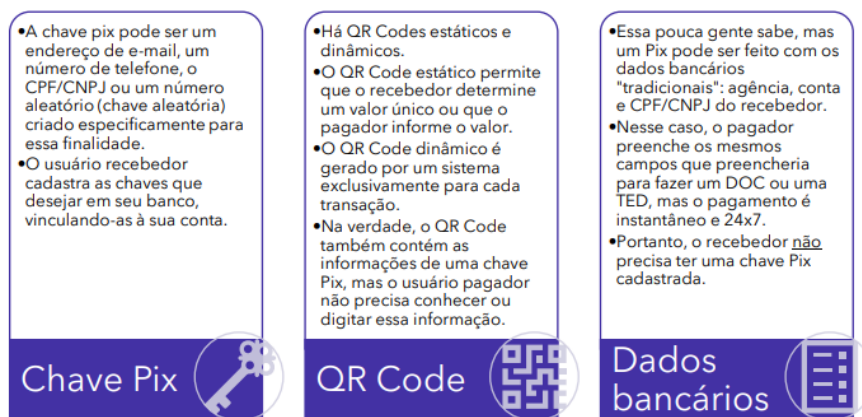 •A chave pix pode ser um
endereço de e-mail, um
número de telefone, o
CPF/CNPJ ou um número
aleatório (chave aleatória)
criado especificamente para
essa finalidade.
•O usuário recebedor
cadastra as chaves que
desejar em seu banco,
vinculando-as à sua conta.
Chave Pix
•Há QR Codes estáticos e
dinâmicos.
•O QR Code estático permite
que o recebedor determine
um valor único ou que o
pagador informe o valor.
•O QR Code dinâmico é
gerado por um sistema
exclusivamente para cada
transação.
•Na verdade, o QR Code
também contém as
informações de uma chave
Pix, mas o usuário pagador
não precisa conhecer ou
digitar essa informação.
QR Code
•Essa pouca gente sabe, mas
um Pix pode ser feito com os
dados bancários
"tradicionais": agência, conta
e CPF/CNPJ do recebedor.
•Nesse caso, o pagador
preenche os mesmos
campos que preencheria
para fazer um DOC ou uma
TED, mas o pagamento é
instantâneo e 24x7.
•Portanto, o recebedor não
precisa ter uma chave Pix
cadastrada.
Dados
bancários